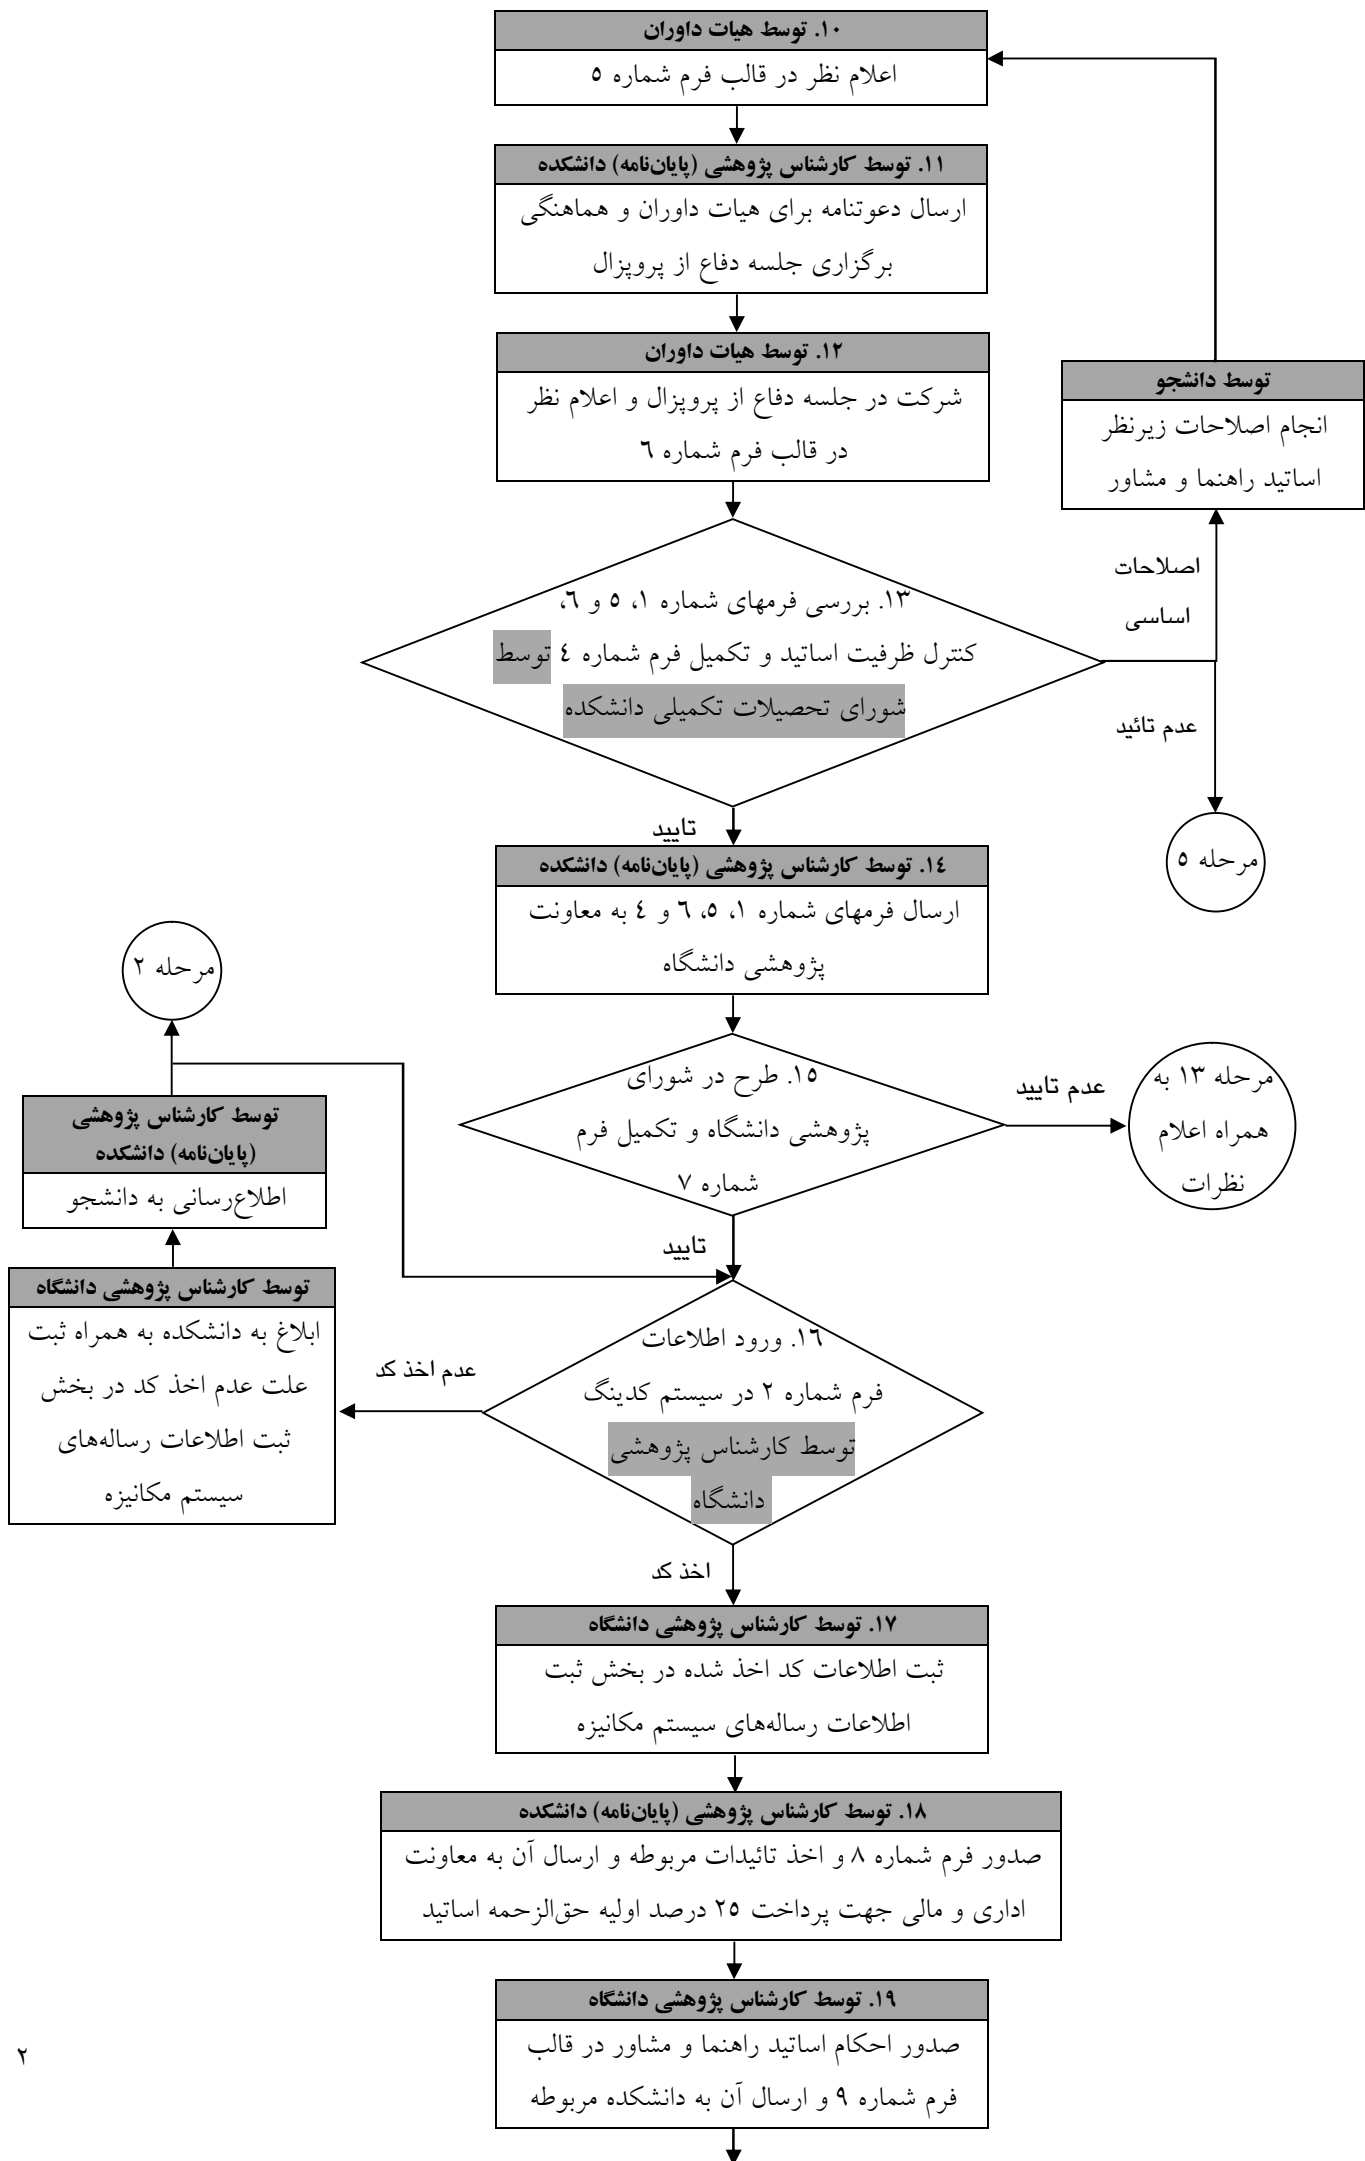 ۱۰. توسط هیات داوران
اعلام نظر در قالب فرم شماره ۵
۱۱. توسط کارشناس پژوهشی (پایان‌نامه) دانشکده
ارسال دعوتنامه برای هیات داوران و هماهنگی
برگزاری جلسه دفاع از پروپزال
۱۲. توسط هیات داوران
شرکت در جلسه دفاع از پروپزال و اعلام نظر
در قالب فرم شماره ۶
توسط دانشجو
انجام اصلاحات زیرنظر
اساتید راهنما و مشاور
اصلاحات
اساسی
۱۳. بررسی فرمهای شماره ۱، ۵ و ۶،
کنترل ظرفیت اساتید و تکمیل فرم شماره ۴ توسط
شورای تحصیلات تکمیلی دانشکده
عدم تائید
مرحله ۵
تایید
۱۴. توسط کارشناس پژوهشی (پایان‌نامه) دانشکده
ارسال فرمهای شماره ۱، ۵، ۶ و ۴ به معاونت
پژوهشی دانشگاه
مرحله ۲
۱۵. طرح در شورای
پژوهشی دانشگاه و تکمیل فرم
شماره ۷
عدم تایید
مرحله ۱۳ به
همراه اعلام
نظرات
توسط کارشناس پژوهشی
(پایان‌نامه) دانشکده
اطلاع‌رسانی به دانشجو
تایید
توسط کارشناس پژوهشی دانشگاه
ابلاغ به دانشکده به همراه ثبت
علت عدم اخذ کد در بخش
ثبت اطلاعات رساله‌های
سیستم مکانیزه
عدم اخذ کد
۱۶. ورود اطلاعات
فرم شماره ۲ در سیستم کدینگ
توسط کارشناس پژوهشی
دانشگاه
اخذ کد
۱۷. توسط کارشناس پژوهشی دانشگاه
ثبت اطلاعات کد اخذ شده در بخش ثبت
اطلاعات رساله‌های سیستم مکانیزه
۱۸. توسط کارشناس پژوهشی (پایان‌نامه) دانشکده
صدور فرم شماره ۸ و اخذ تائیدات مربوطه و ارسال آن به معاونت
اداری و مالی جهت پرداخت ۲۵ درصد اولیه حق‌الزحمه اساتید
۱۹. توسط کارشناس پژوهشی دانشگاه
صدور احکام اساتید راهنما و مشاور در قالب
فرم شماره ۹ و ارسال آن به دانشکده مربوطه
۲